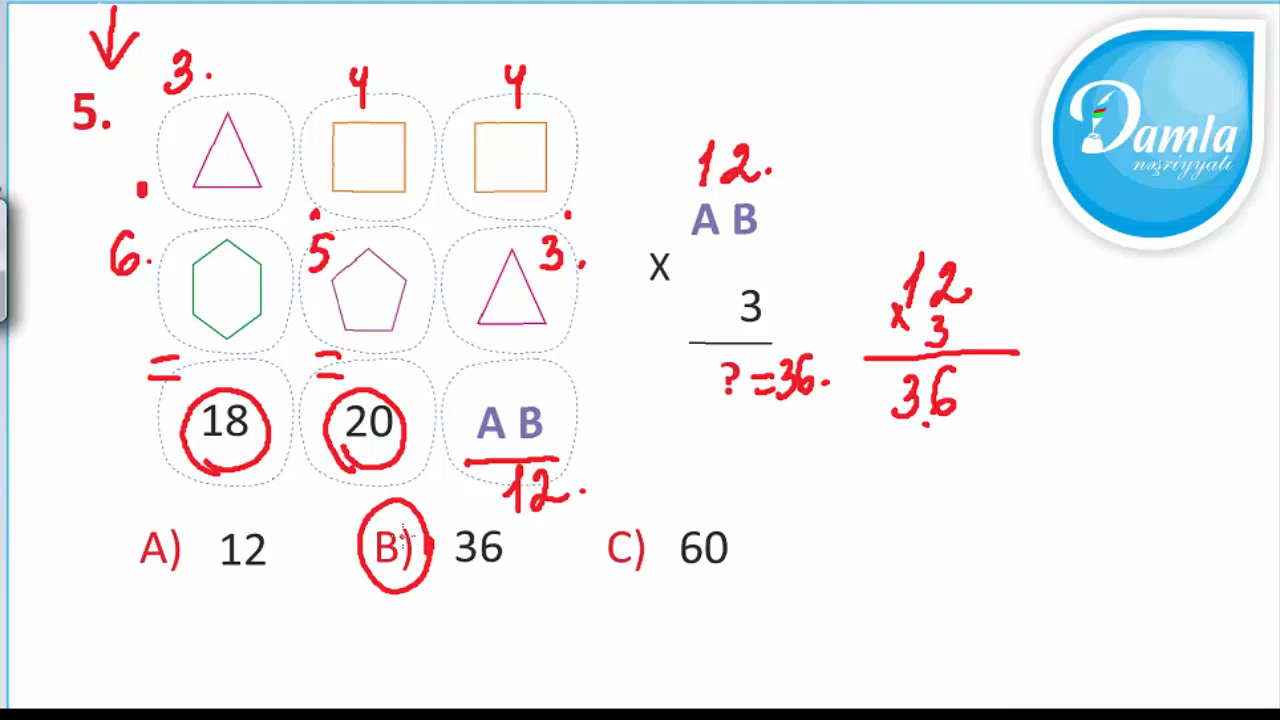 3. 4 4
5.
6. 5 3.
= =
18 20 A B
12.
12.
A B
X 3
? = 36.
12
x 3
36
A) 12 B) 36 C) 60
Damla
nəşriyyatı